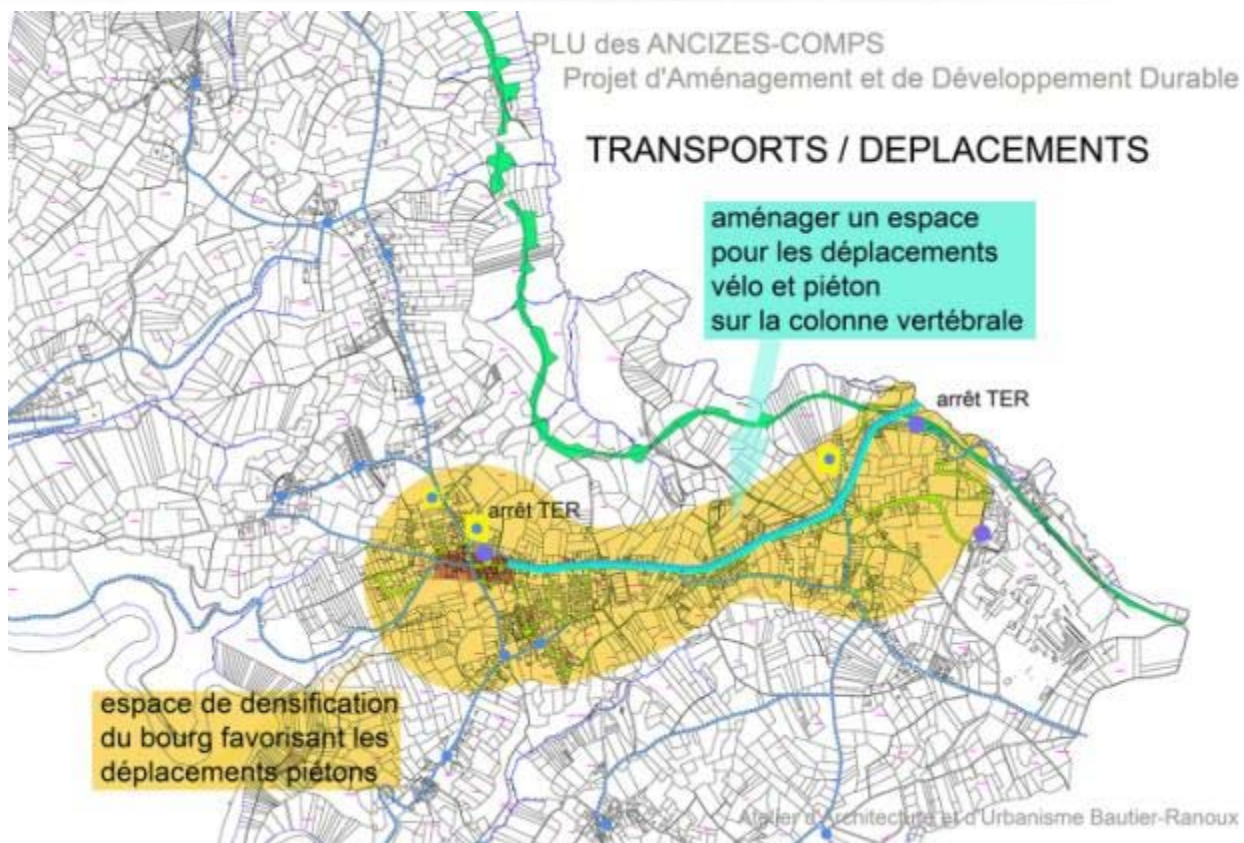 PLU des ANCIZES-COMPS
Projet d'Aménagement et de Développement Durable
TRANSPORTS / DEPLACEMENTS
aménager un espace
pour les déplacements
vélo et piéton
sur la colonne vertébrale
arrêt TER
arrêt TER
espace de densification
du bourg favorisant les
déplacements piétons
Atelier d'Architecture et d'Urbanisme Bautier-Ranoux